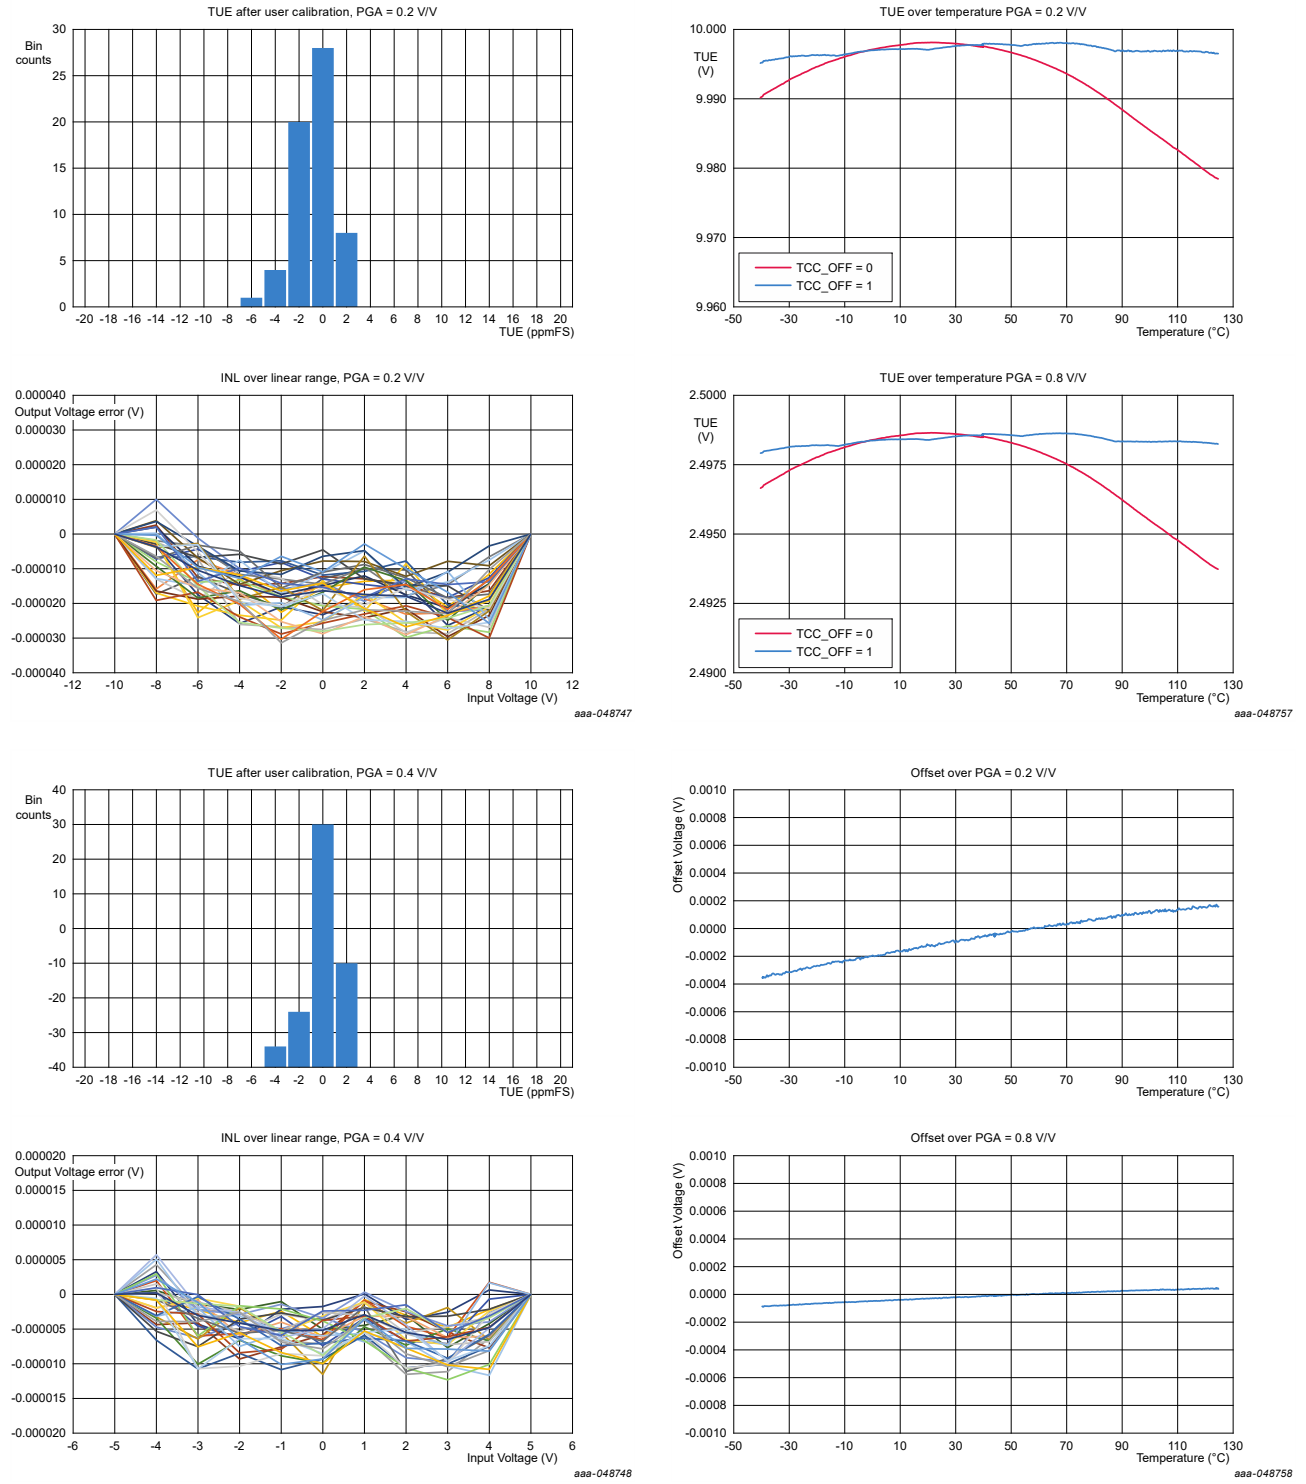 TUE after user calibration, PGA = 0.2 V/V
30
Bin
counts
25
20
15
10
5
0
-20 -18 -16 -14 -12 -10 -8 -6 -4 -2 0 2 4 6 8 10 12 14 16 18 20
TUE (ppmFS)
INL over linear range, PGA = 0.2 V/V
0.000040
Output Voltage error (V)
0.000030
0.000020
0.000010
0
-0.000010
-0.000020
-0.000030
-0.000040
-12 -10 -8 -6 -4 -2 0 2 4 6 8 10 12
Input Voltage (V)
aaa-048747
TUE over temperature PGA = 0.2 V/V
10.000
TUE
(V)
9.990
9.980
9.970
TCC_OFF = 0
TCC_OFF = 1
9.960
-50 -30 -10 10 30 50 70 90 110 130
Temperature (°C)
TUE over temperature PGA = 0.8 V/V
2.5000
TUE
(V)
2.4975
2.4950
2.4925
TCC_OFF = 0
TCC_OFF = 1
2.4900
-50 -30 -10 10 30 50 70 90 110 130
Temperature (°C)
aaa-048757
TUE after user calibration, PGA = 0.4 V/V
40
Bin
counts
30
20
10
0
-10
-20
-30
-40
-20 -18 -16 -14 -12 -10 -8 -6 -4 -2 0 2 4 6 8 10 12 14 16 18 20
TUE (ppmFS)
INL over linear range, PGA = 0.4 V/V
0.000020
Output Voltage error (V)
0.000015
0.000010
0.000005
0
-0.000005
-0.000010
-0.000015
-0.000020
-6 -5 -4 -3 -2 -1 0 1 2 3 4 5 6
Input Voltage (V)
aaa-048748
Offset over PGA = 0.2 V/V
Offset Voltage (V)
0.0010
0.0008
0.0006
0.0004
0.0002
0.0000
-0.0002
-0.0004
-0.0006
-0.0008
-0.0010
-50 -30 -10 10 30 50 70 90 110 130
Temperature (°C)
Offset over PGA = 0.8 V/V
Offset Voltage (V)
0.0010
0.0008
0.0006
0.0004
0.0002
0.0000
-0.0002
-0.0004
-0.0006
-0.0008
-0.0010
-50 -30 -10 10 30 50 70 90 110 130
Temperature (°C)
aaa-048758